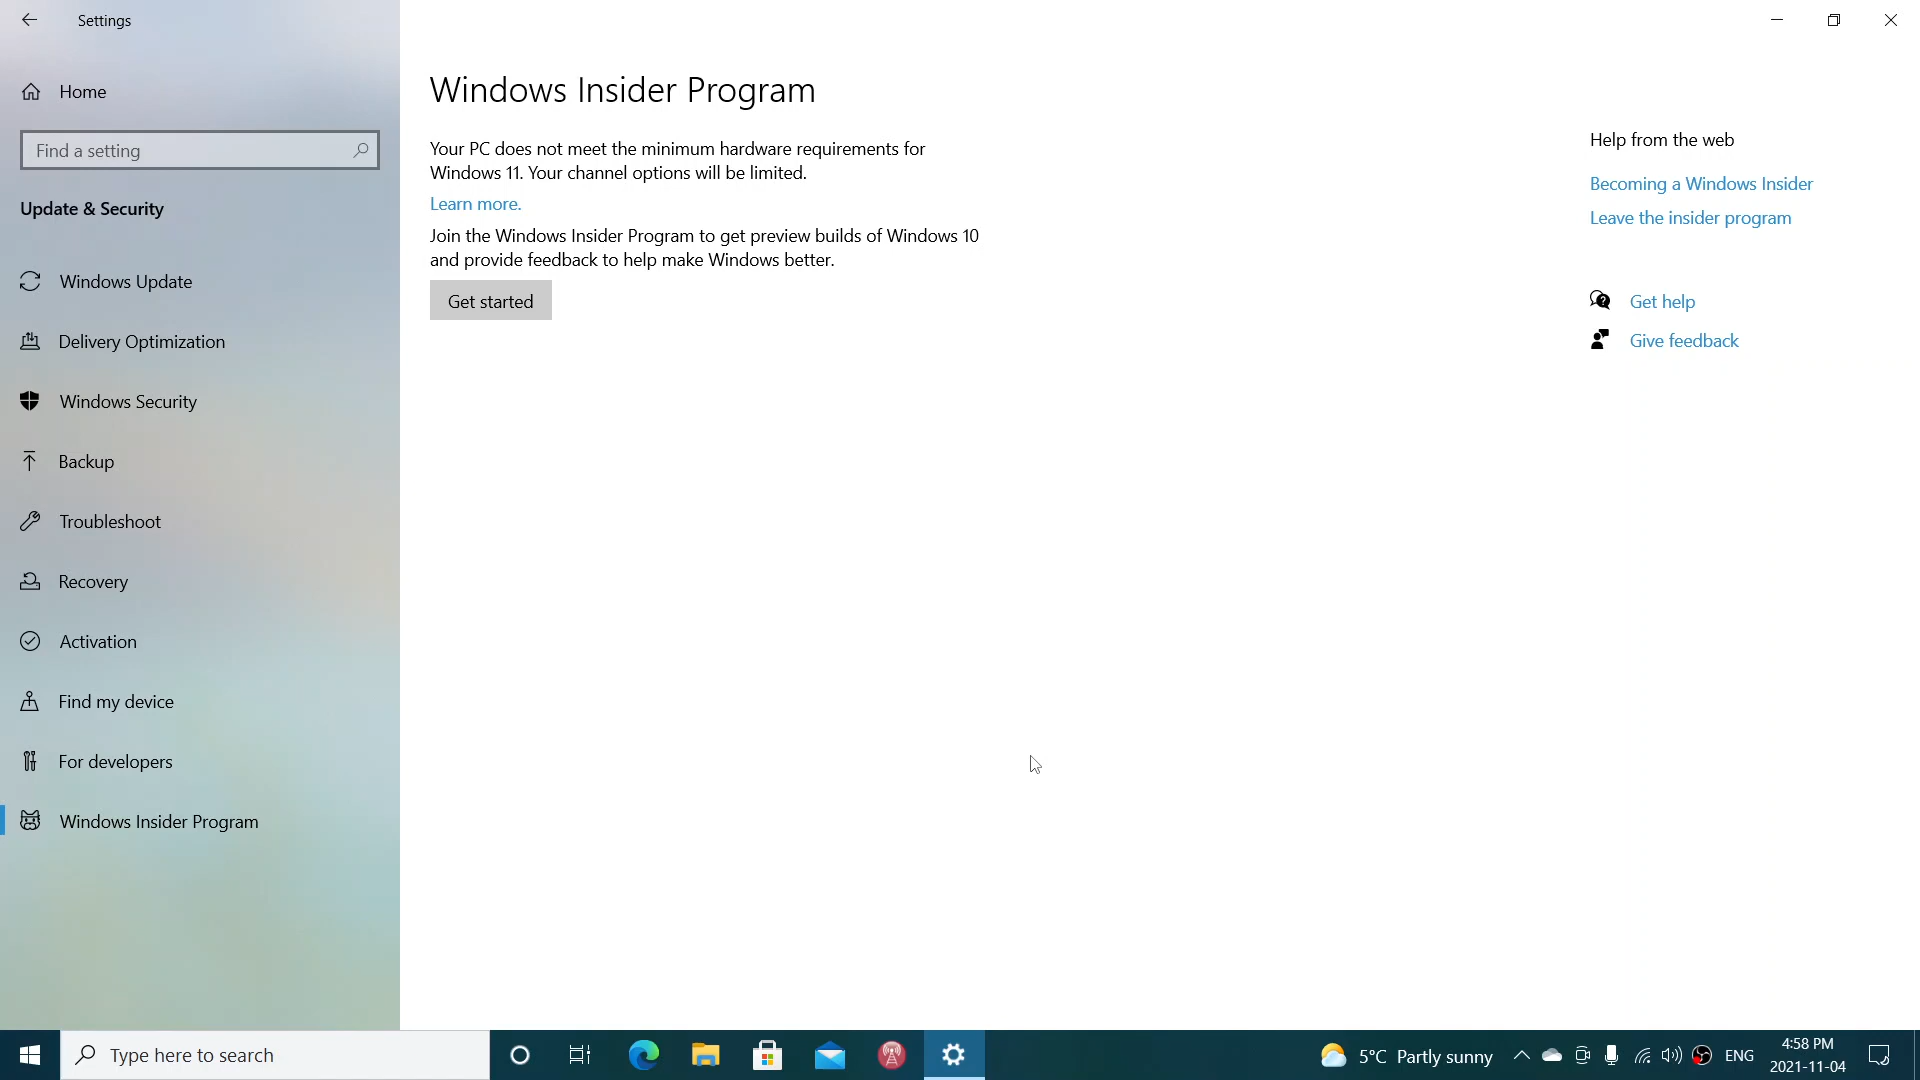 Settings
Home
Find a setting
Update & Security
Windows Update
Delivery Optimization
Windows Security
Backup
Troubleshoot
Recovery
Activation
Find my device
For developers
Windows Insider Program
Windows Insider Program
Your PC does not meet the minimum hardware requirements for
Windows 11. Your channel options will be limited.
Learn more.
Join the Windows Insider Program to get preview builds of Windows 10
and provide feedback to help make Windows better.
Get started
Help from the web
Becoming a Windows Insider
Leave the insider program
Get help
Give feedback
Type here to search
5°C Partly sunny
ENG
4:58 PM
2021-11-04